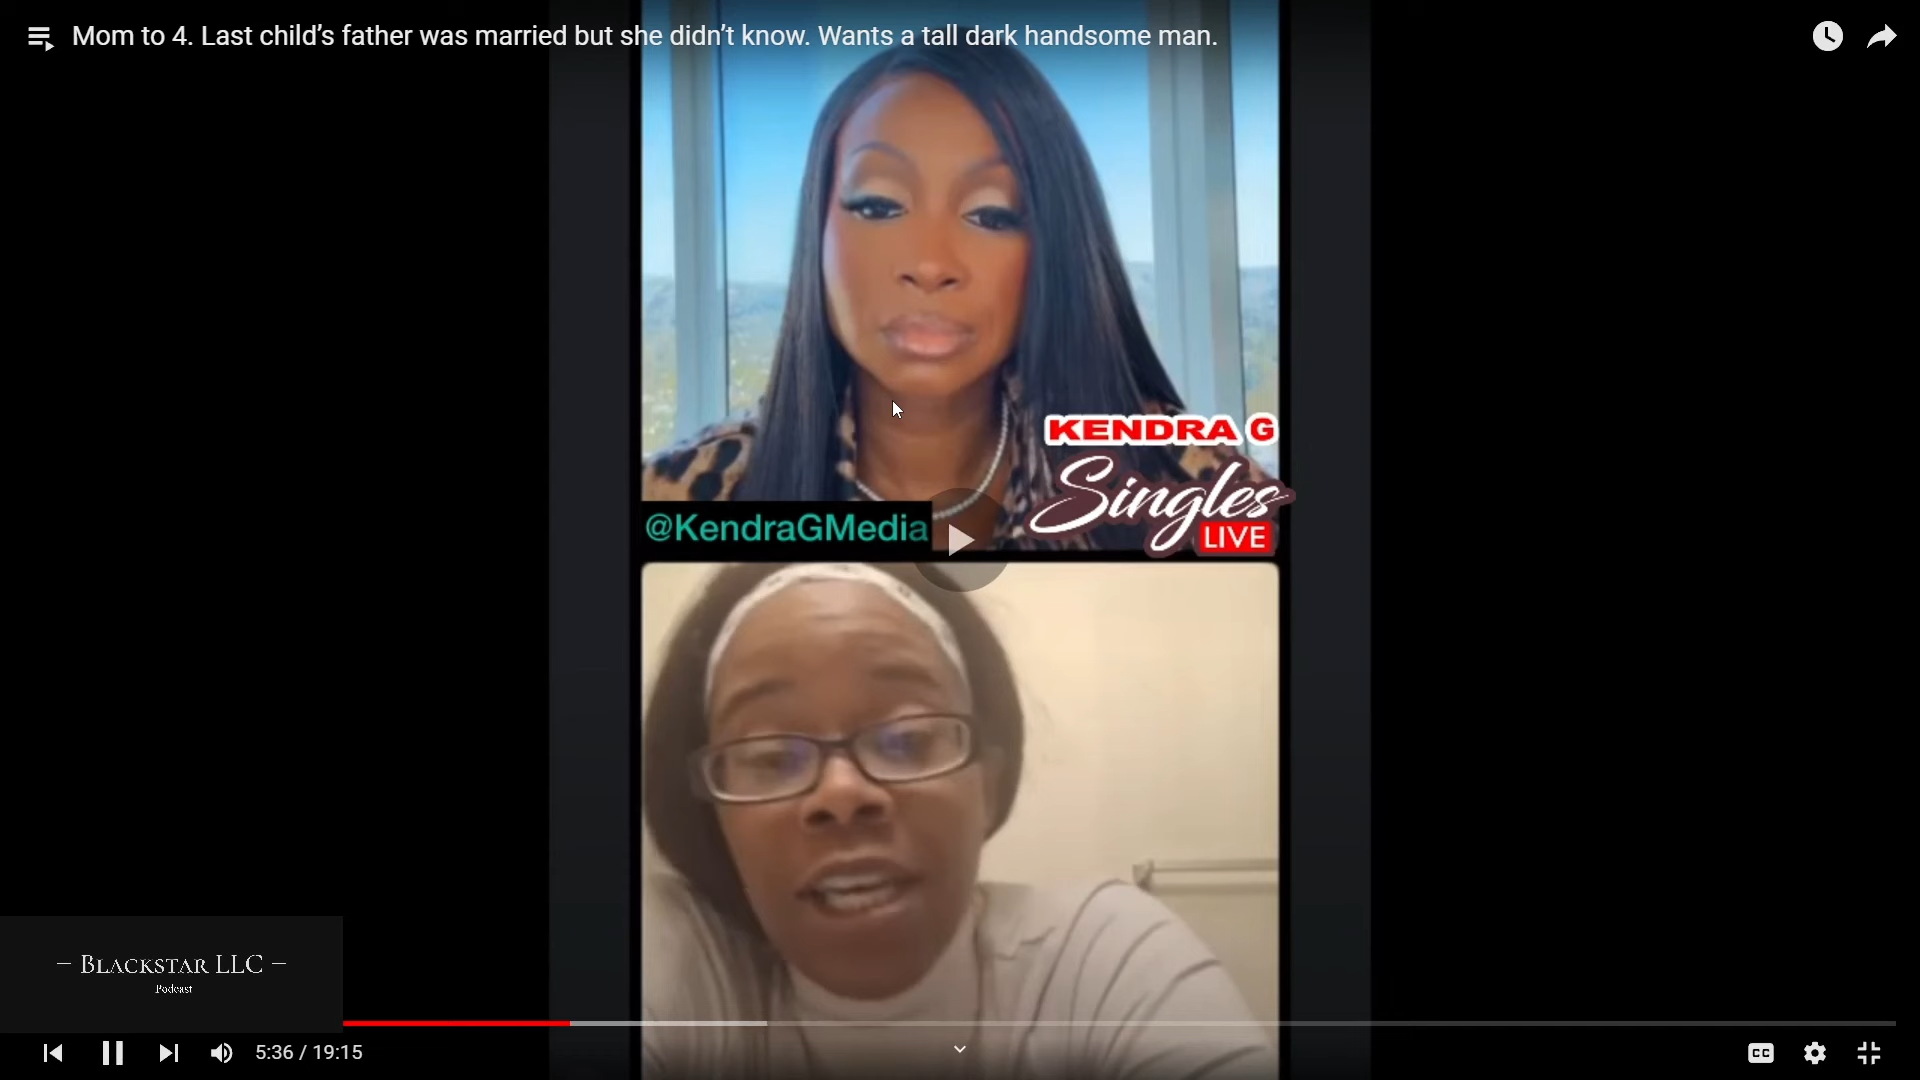 Mom to 4. Last child’s father was married but she didn’t know. Wants a tall dark handsome man.
KENDRA G
Singles
LIVE
@KendraGMedia
— BLACKSTAR LLC —
Podcast
5:36 / 19:15
CC